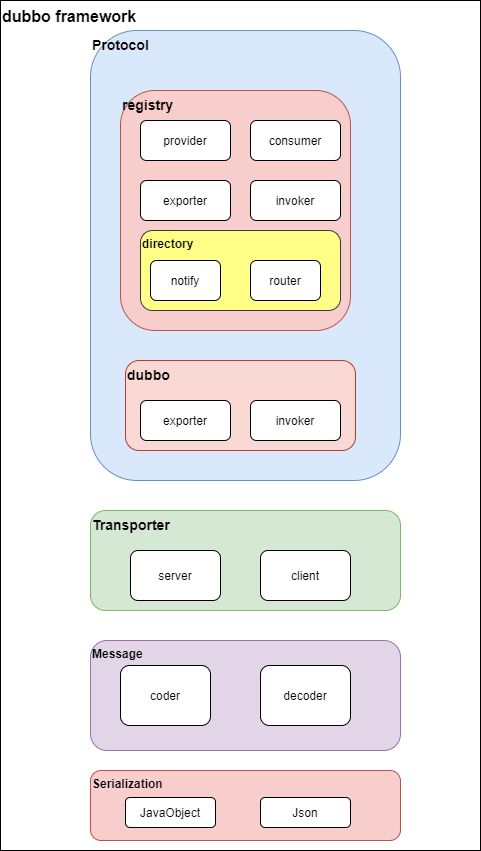 dubbo framework
Protocol
registry
provider consumer
exporter invoker
directory
notify router
dubbo
exporter invoker
Transporter
server client
Message
coder decoder
Serialization
JavaObject Json